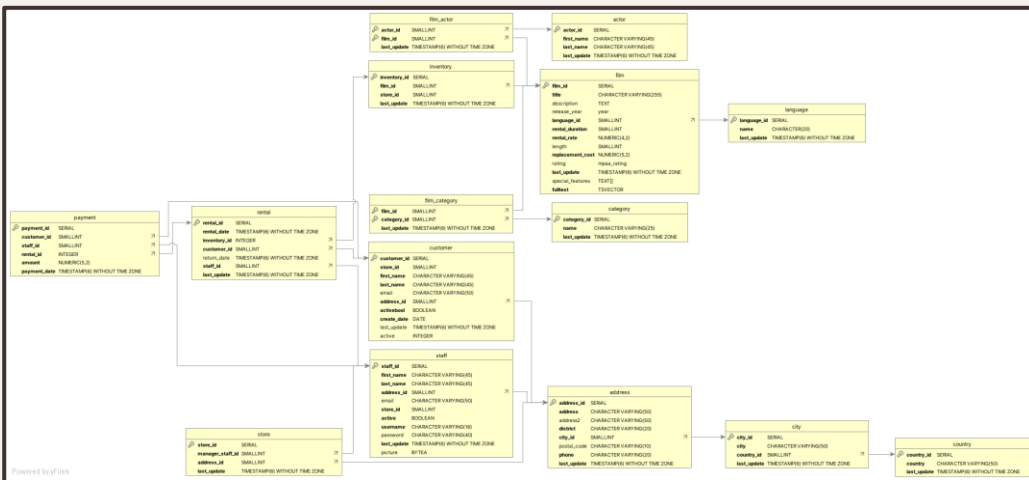 film_actor
actor_id SMALLINT
film_id SMALLINT
last_update TIMESTAMP(6) WITHOUT TIME ZONE
actor
actor_id SERIAL
first_name CHARACTER VARYING(45)
last_name CHARACTER VARYING(45)
last_update TIMESTAMP(6) WITHOUT TIME ZONE
inventory
inventory_id SERIAL
film_id SMALLINT
store_id SMALLINT
last_update TIMESTAMP(6) WITHOUT TIME ZONE
film
film_id SERIAL
title CHARACTER VARYING(255)
description TEXT
release_year year
language_id SMALLINT
rental_duration SMALLINT
rental_rate NUMERIC(4,2)
length SMALLINT
replacement_cost NUMERIC(5,2)
rating mpaa_rating
last_update TIMESTAMP(6) WITHOUT TIME ZONE
special_features TEXT[]
fulltext TSVECTOR
language
language_id SERIAL
name CHARACTER(20)
last_update TIMESTAMP(6) WITHOUT TIME ZONE
film_category
film_id SMALLINT
category_id SMALLINT
last_update TIMESTAMP(6) WITHOUT TIME ZONE
category
category_id SERIAL
name CHARACTER VARYING(25)
last_update TIMESTAMP(6) WITHOUT TIME ZONE
payment
payment_id SERIAL
customer_id SMALLINT
staff_id SMALLINT
rental_id INTEGER
amount NUMERIC(5,2)
payment_date TIMESTAMP(6) WITHOUT TIME ZONE
rental
rental_id SERIAL
rental_date TIMESTAMP(6) WITHOUT TIME ZONE
inventory_id INTEGER
customer_id SMALLINT
return_date TIMESTAMP(6) WITHOUT TIME ZONE
staff_id SMALLINT
last_update TIMESTAMP(6) WITHOUT TIME ZONE
customer
customer_id SERIAL
store_id SMALLINT
first_name CHARACTER VARYING(45)
last_name CHARACTER VARYING(45)
email CHARACTER VARYING(50)
address_id SMALLINT
activebool BOOLEAN
create_date DATE
last_update TIMESTAMP(6) WITHOUT TIME ZONE
active INTEGER
staff
staff_id SERIAL
first_name CHARACTER VARYING(45)
last_name CHARACTER VARYING(45)
address_id SMALLINT
email CHARACTER VARYING(50)
store_id SMALLINT
active BOOLEAN
username CHARACTER VARYING(16)
password CHARACTER VARYING(40)
last_update TIMESTAMP(6) WITHOUT TIME ZONE
picture BYTEA
store
store_id SERIAL
manager_staff_id SMALLINT
address_id SMALLINT
last_update TIMESTAMP(6) WITHOUT TIME ZONE
address
address_id SERIAL
address CHARACTER VARYING(50)
address2 CHARACTER VARYING(50)
district CHARACTER VARYING(20)
city_id SMALLINT
postal_code CHARACTER VARYING(10)
phone CHARACTER VARYING(20)
last_update TIMESTAMP(6) WITHOUT TIME ZONE
city
city_id SERIAL
city CHARACTER VARYING(50)
country_id SMALLINT
last_update TIMESTAMP(6) WITHOUT TIME ZONE
country
country_id SERIAL
country CHARACTER VARYING(50)
last_update TIMESTAMP(6) WITHOUT TIME ZONE
Powered by yFiles